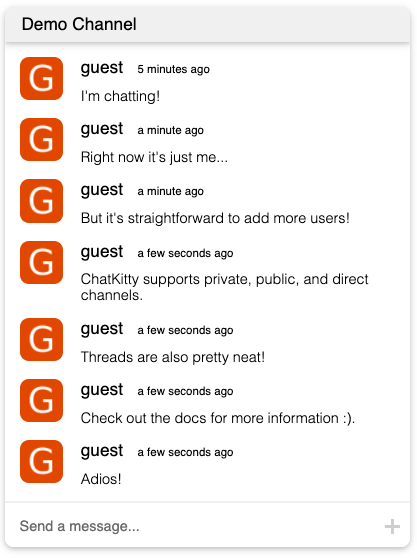 Demo Channel
G
guest 5 minutes ago
I'm chatting!
G
guest a minute ago
Right now it's just me...
G
guest a minute ago
But it's straightforward to add more users!
G
guest a few seconds ago
ChatKitty supports private, public, and direct
channels.
G
guest a few seconds ago
Threads are also pretty neat!
G
guest a few seconds ago
Check out the docs for more information :).
G
guest a few seconds ago
Adios!
Send a message...